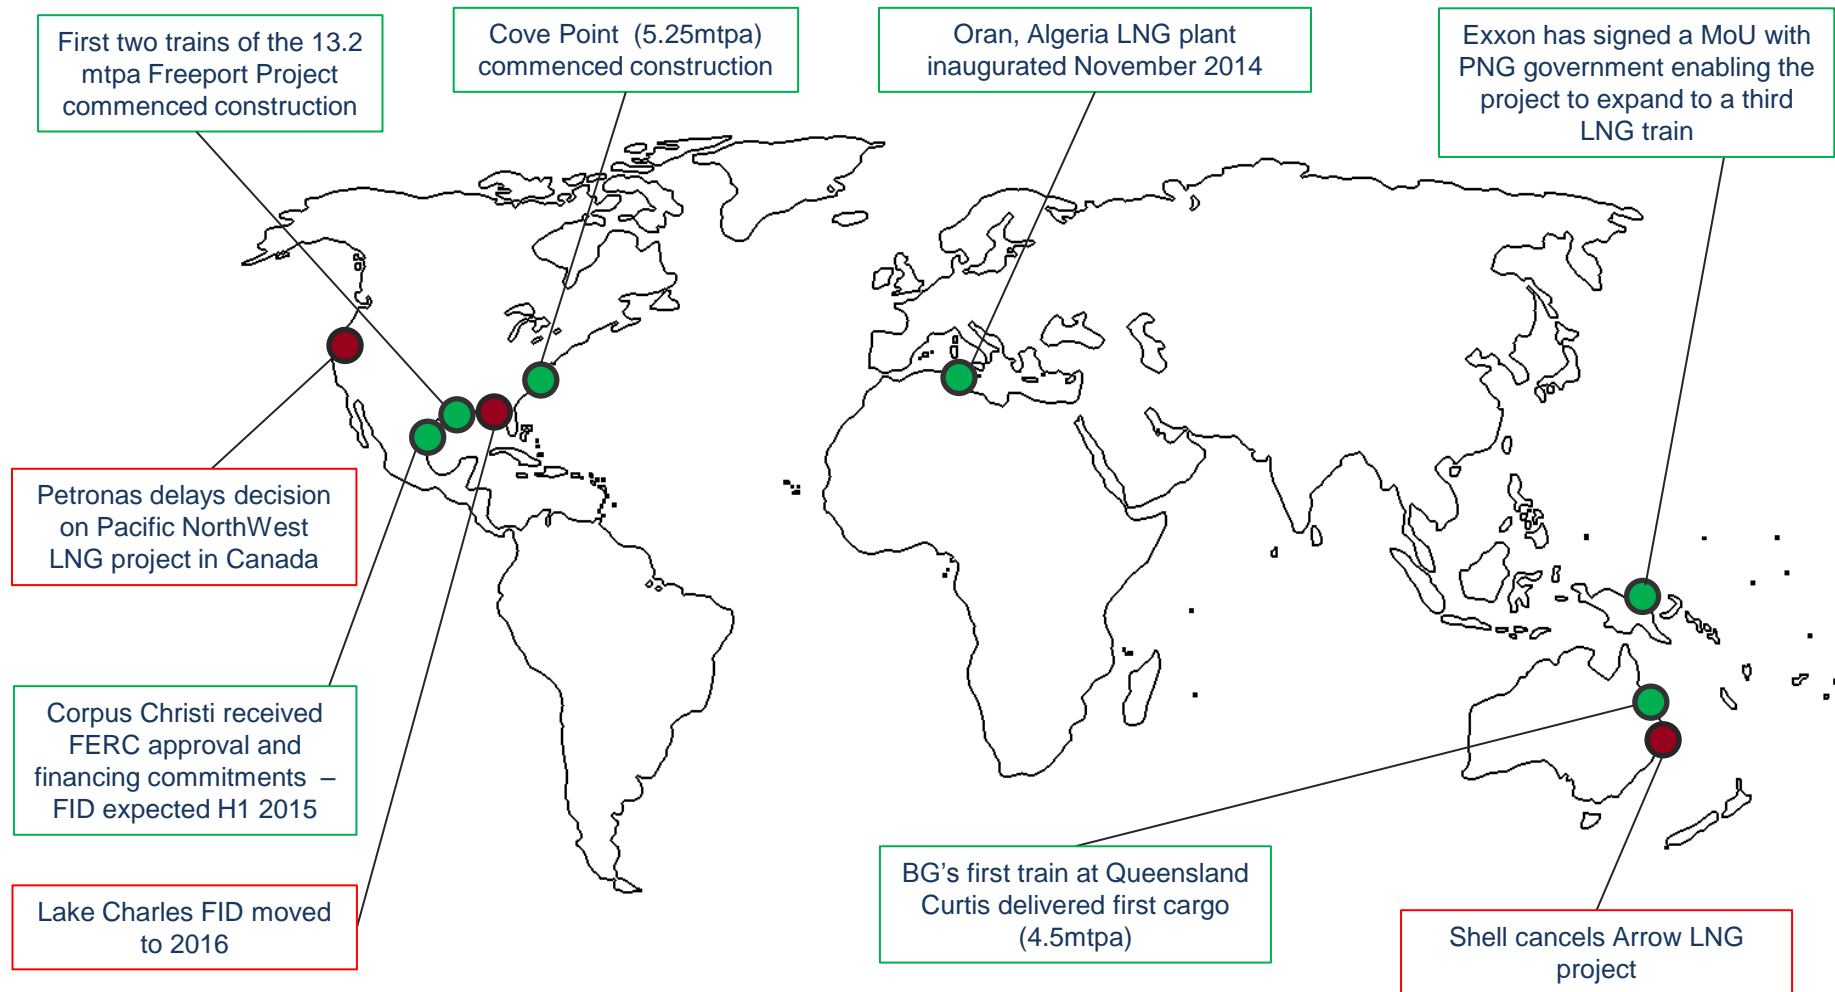 First two trains of the 13.2
mtpa Freeport Project
commenced construction
Cove Point (5.25mtpa)
commenced construction
Oran, Algeria LNG plant
inaugurated November 2014
Exxon has signed a MoU with
PNG government enabling the
project to expand to a third
LNG train
Petronas delays decision
on Pacific NorthWest
LNG project in Canada
Corpus Christi received
FERC approval and
financing commitments –
FID expected H1 2015
Lake Charles FID moved
to 2016
BG's first train at Queensland
Curtis delivered first cargo
(4.5mtpa)
Shell cancels Arrow LNG
project